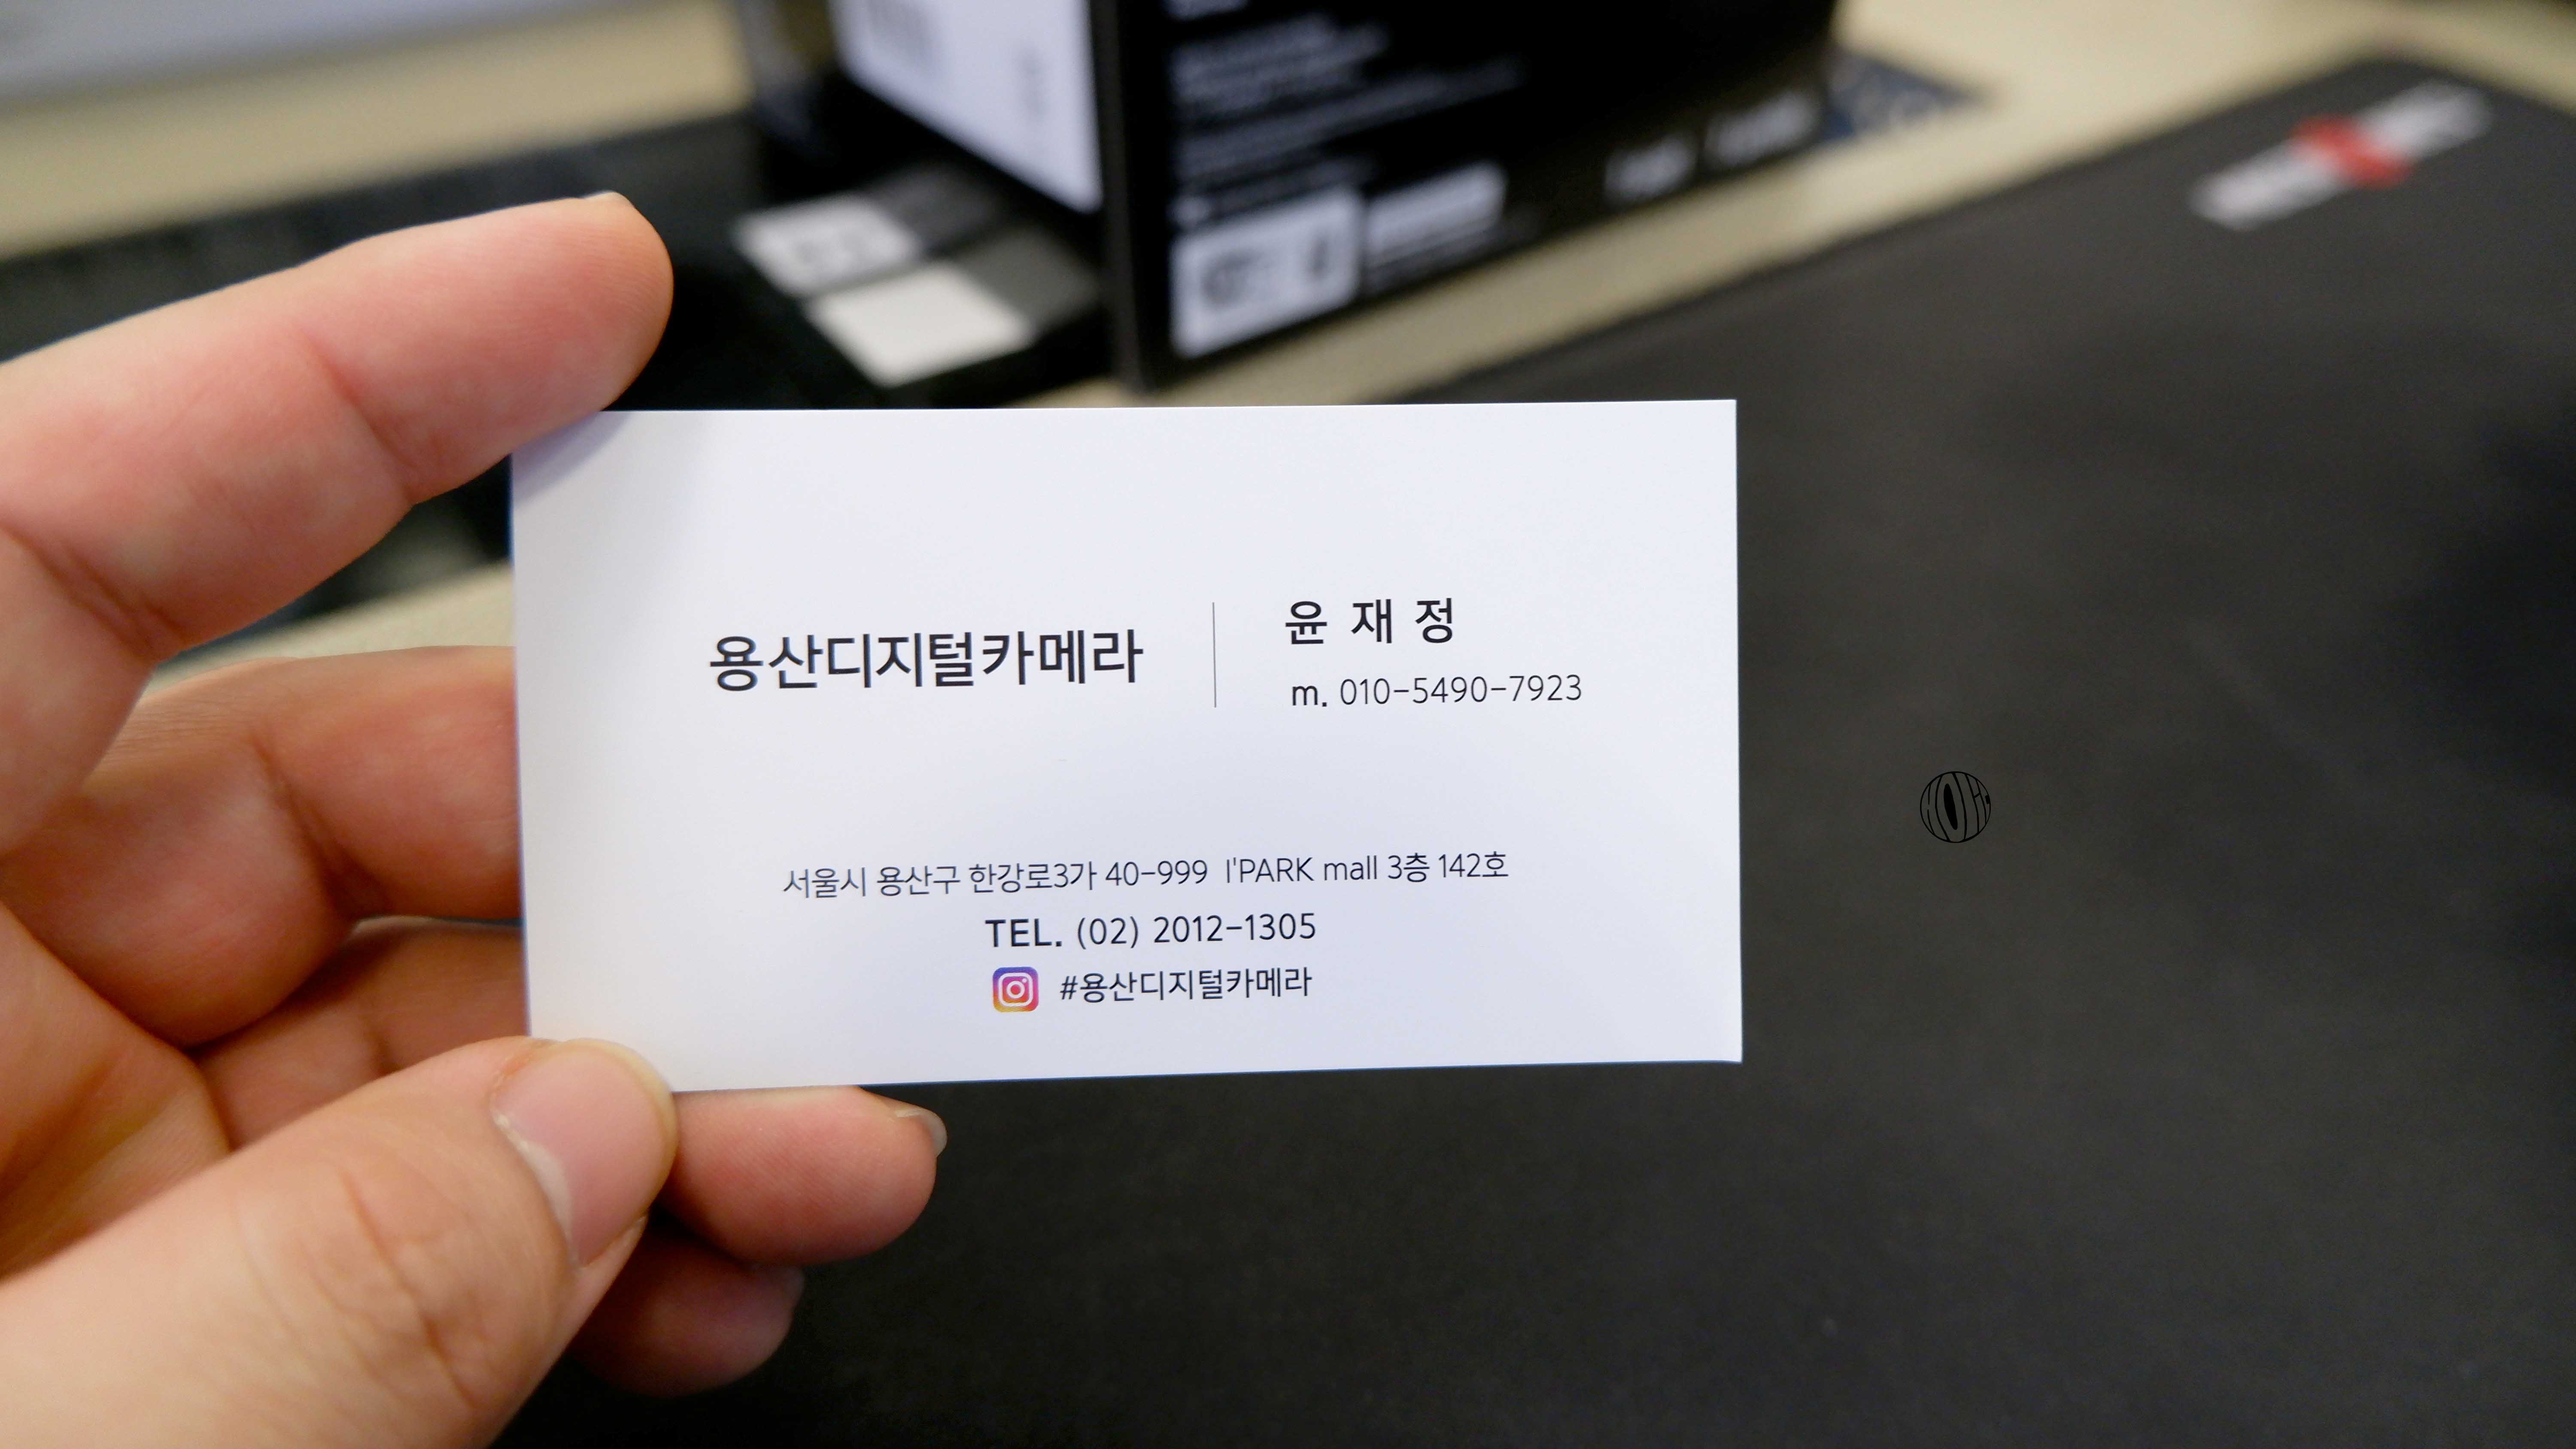 용산디지털카메라
윤 재 정
m. 010-5490-7923
서울시 용산구 한강로3가 40-999 I'PARK mall 3층 142호
TEL. (02) 2012-1305
#용산디지털카메라